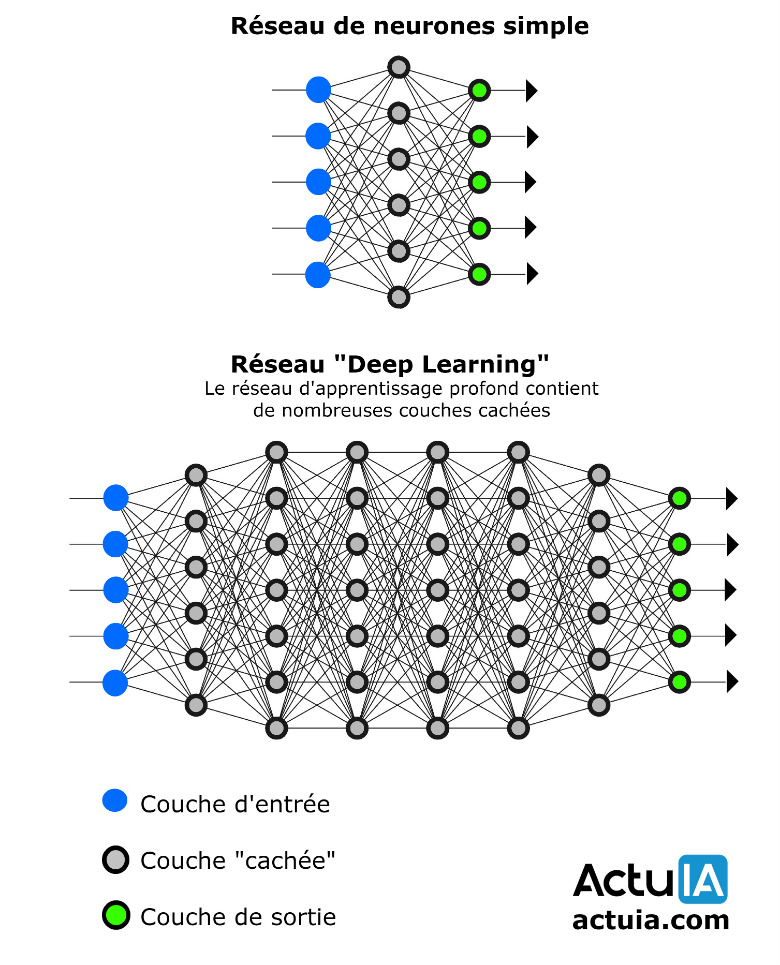 Réseau de neurones simple
Réseau "Deep Learning"
Le réseau d'apprentissage profond contient
de nombreuses couches cachées
Couche d'entrée
Couche "cachée"
Couche de sortie
ActuIA
actuia.com